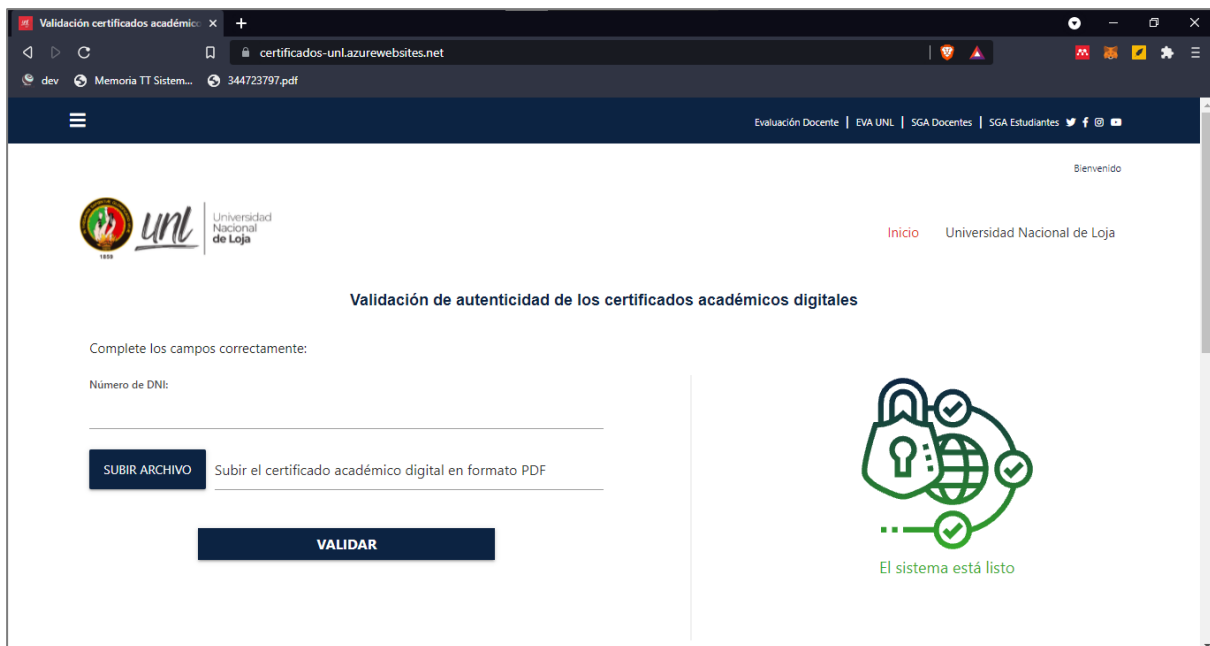 Validación certificados académico
certificados-unl.azurewebsites.net
dev Memoria TT Sistem... 344723797.pdf
Evaluación Docente | EVA UNL | SGA Docentes | SGA Estudiantes
Bienvenido
unl
Universidad
Nacional
de Loja
1859
Inicio Universidad Nacional de Loja
Validación de autenticidad de los certificados académicos digitales
Complete los campos correctamente:
Número de DNI:
SUBIR ARCHIVO Subir el certificado académico digital en formato PDF
VALIDAR
El sistema está listo